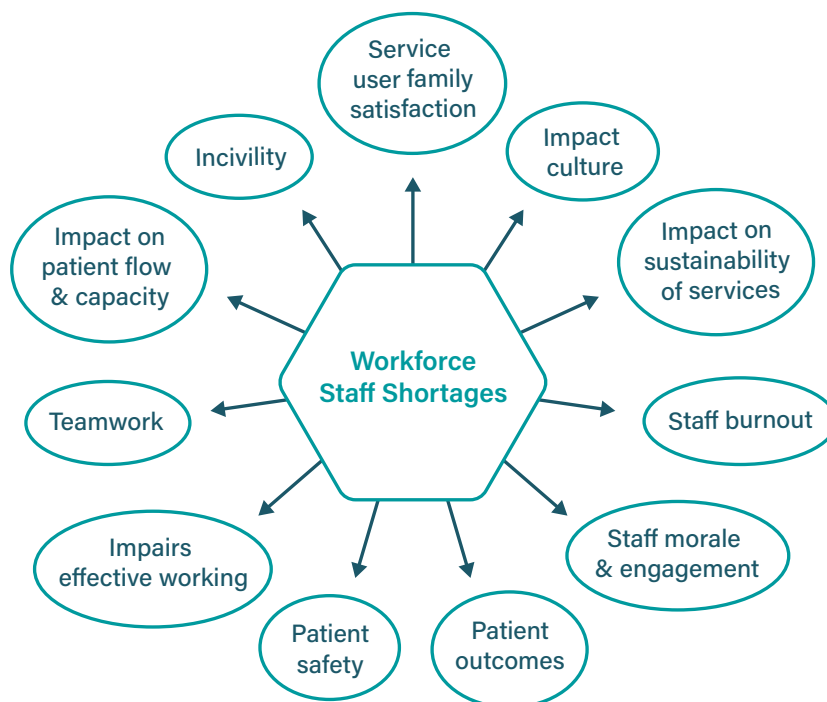 Service
user family
satisfaction
Incivility
Impact
culture
Impact on
patient flow
& capacity
Impact on
sustainability
of services
Workforce
Staff Shortages
Teamwork
Staff burnout
Impairs
effective working
Staff morale
& engagement
Patient
safety
Patient
outcomes